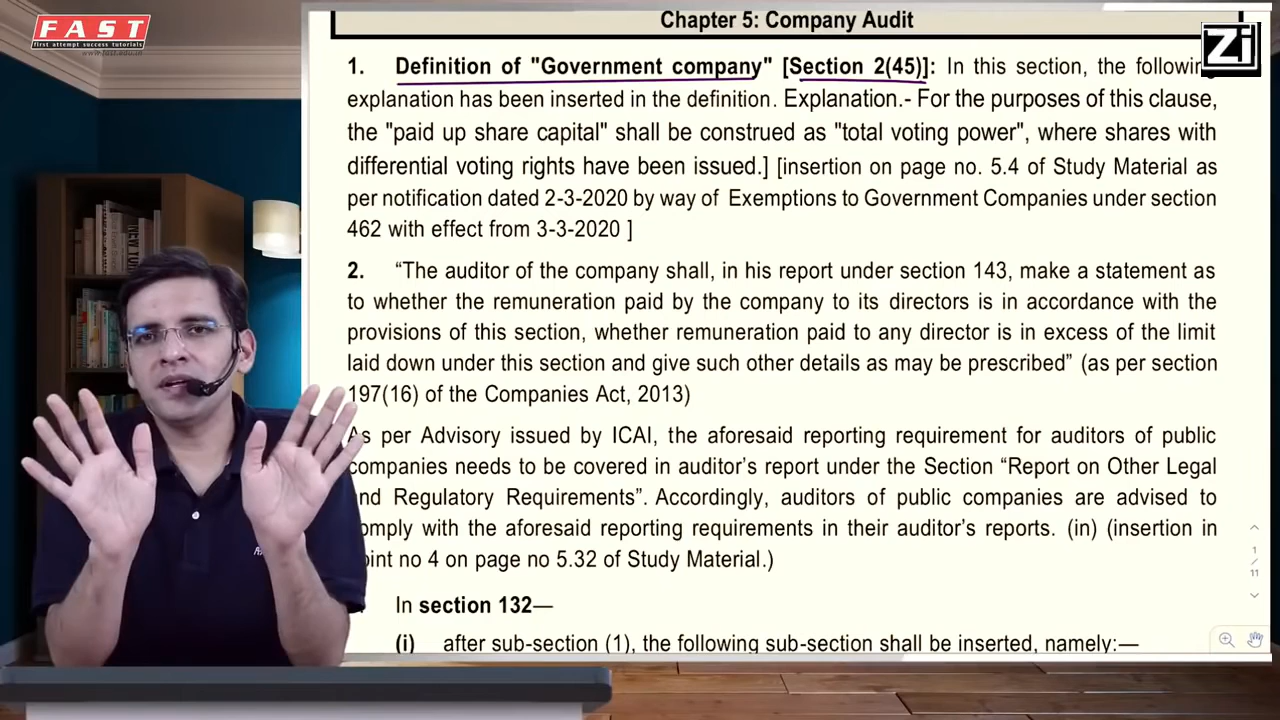 FAST
first attempt success tutorials
www.fast.edu.in
Zi
Chapter 5: Company Audit
1. Definition of "Government company" [Section 2(45)]: In this section, the following
explanation has been inserted in the definition. Explanation.- For the purposes of this clause,
the "paid up share capital" shall be construed as "total voting power", where shares with
differential voting rights have been issued.] [insertion on page no. 5.4 of Study Material as
per notification dated 2-3-2020 by way of Exemptions to Government Companies under section
462 with effect from 3-3-2020 ]
2. “The auditor of the company shall, in his report under section 143, make a statement as
to whether the remuneration paid by the company to its directors is in accordance with the
provisions of this section, whether remuneration paid to any director is in excess of the limit
laid down under this section and give such other details as may be prescribed” (as per section
197(16) of the Companies Act, 2013)
As per Advisory issued by ICAI, the aforesaid reporting requirement for auditors of public
companies needs to be covered in auditor’s report under the Section “Report on Other Legal
nd Regulatory Requirements”. Accordingly, auditors of public companies are advised to
omply with the aforesaid reporting requirements in their auditor’s reports. (in) (insertion in
oint no 4 on page no 5.32 of Study Material.)
In section 132—
(i) after sub-section (1), the following sub-section shall be inserted, namely:—
1
/
11